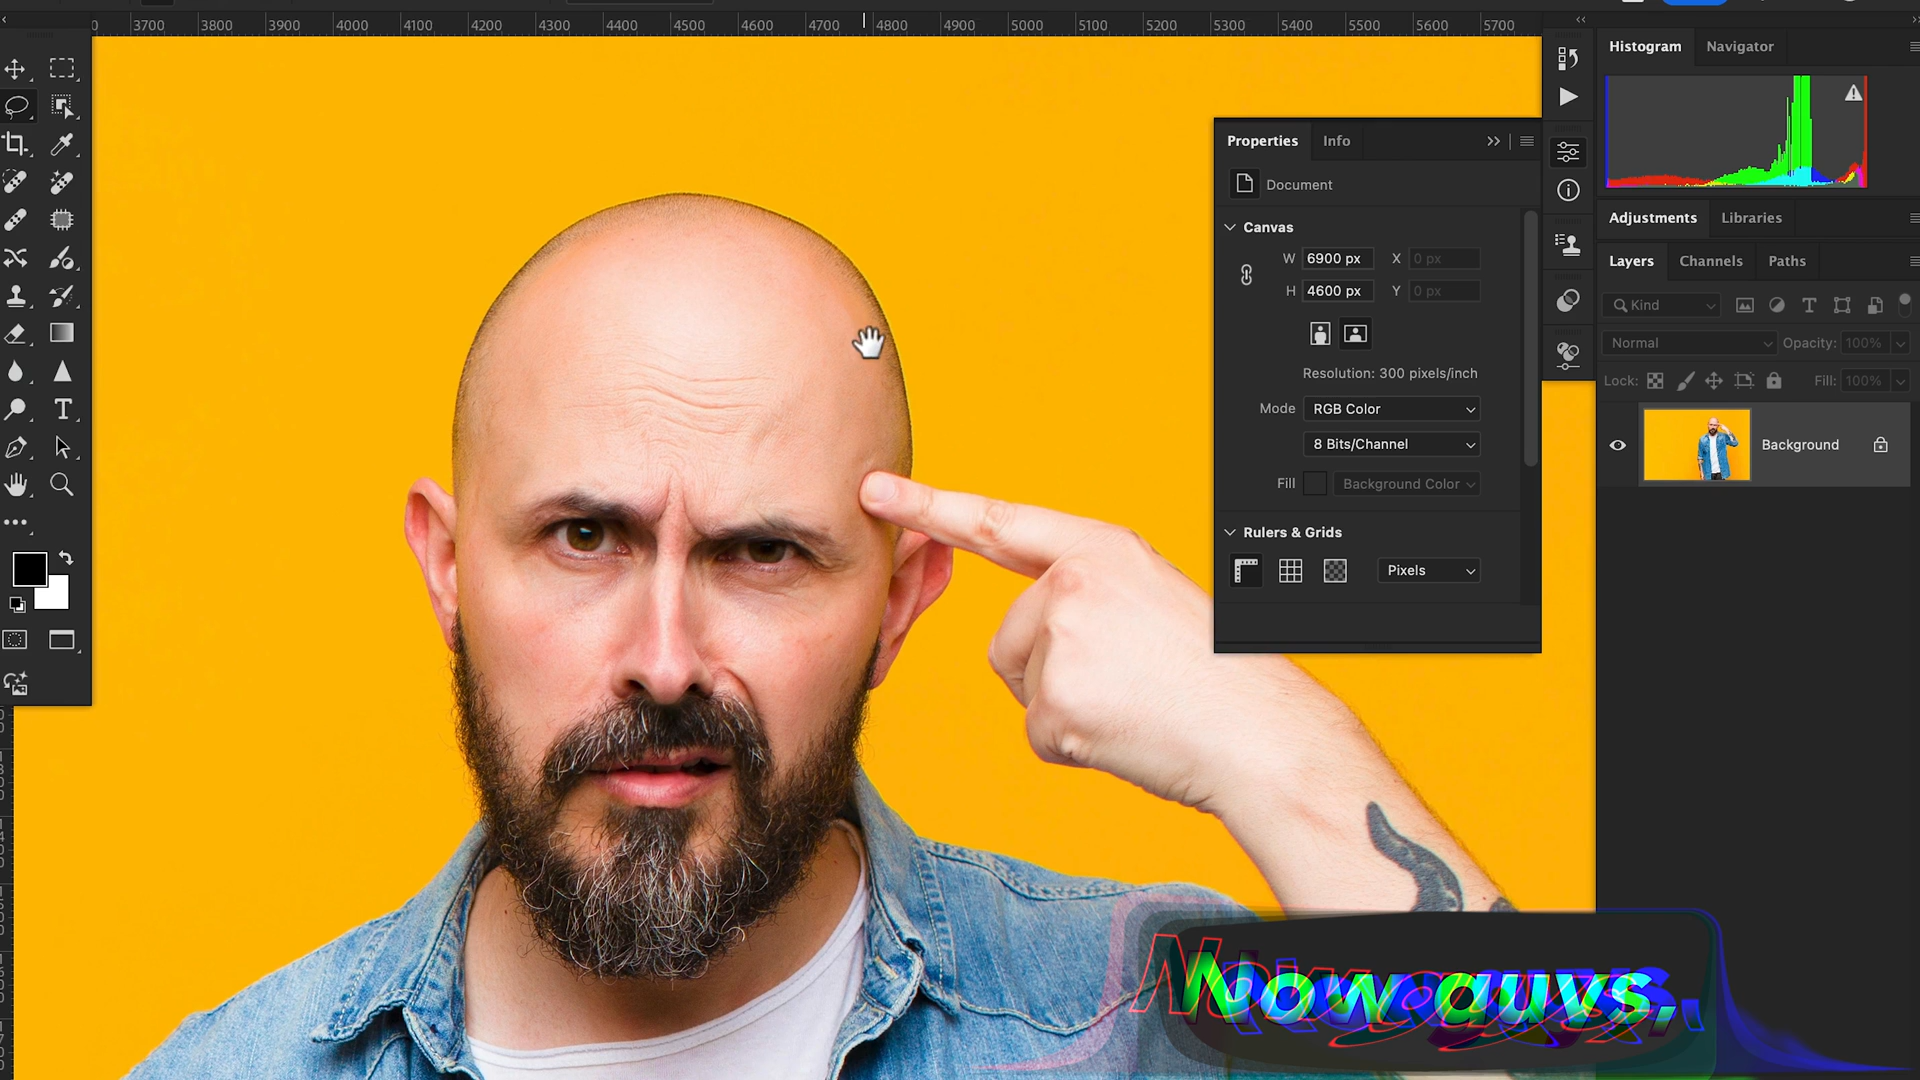 3700 3800 3900 4000 4100 4200 4300 4400 4500 4600 4700 4800 4900 5000 5100 5200 5300 5400 5500 5600 5700
Histogram Navigator
Properties Info
Document
Canvas
W 6900 px X 0 px
H 4600 px Y 0 px
Resolution: 300 pixels/inch
Mode RGB Color
8 Bits/Channel
Fill Background Color
Rulers & Grids
Pixels
Adjustments Libraries
Layers Channels Paths
Kind
Normal Opacity: 100%
Lock: Fill: 100%
Background
Now guys,